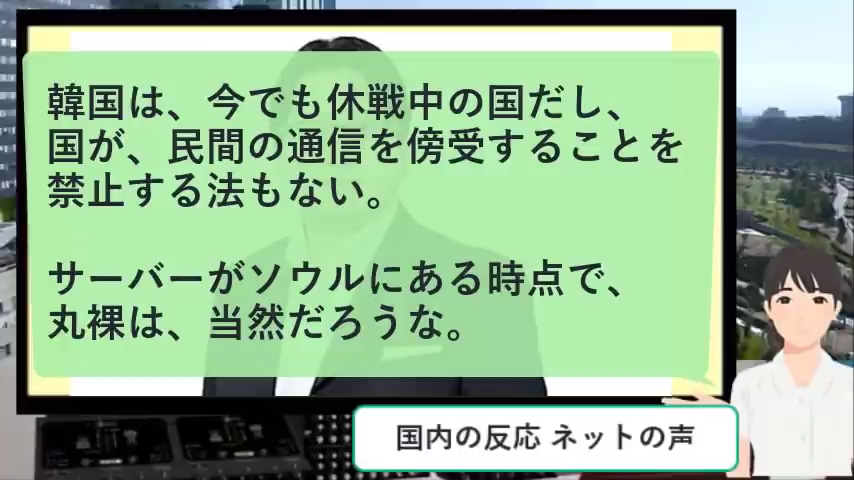 韓国は、今でも休戦中の国だし、
国が、民間の通信を傍受することを
禁止する法もない。
サーバーがソウルにある時点で、
丸裸は、当然だろうな。
国内の反応 ネットの声